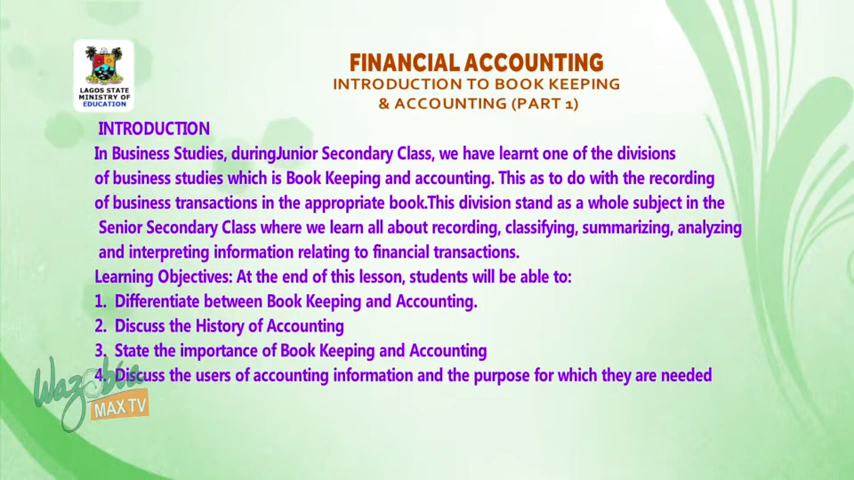 LAGOS STATE
MINISTRY OF
EDUCATION
FINANCIAL ACCOUNTING
INTRODUCTION TO BOOK KEEPING
& ACCOUNTING (PART 1)
INTRODUCTION
In Business Studies, duringJunior Secondary Class, we have learnt one of the divisions
of business studies which is Book Keeping and accounting. This as to do with the recording
of business transactions in the appropriate book.This division stand as a whole subject in the
Senior Secondary Class where we learn all about recording, classifying, summarizing, analyzing
and interpreting information relating to financial transactions.
Learning Objectives: At the end of this lesson, students will be able to:
1. Differentiate between Book Keeping and Accounting.
2. Discuss the History of Accounting
3. State the importance of Book Keeping and Accounting
4. Discuss the users of accounting information and the purpose for which they are needed
Wazobia
MAX TV